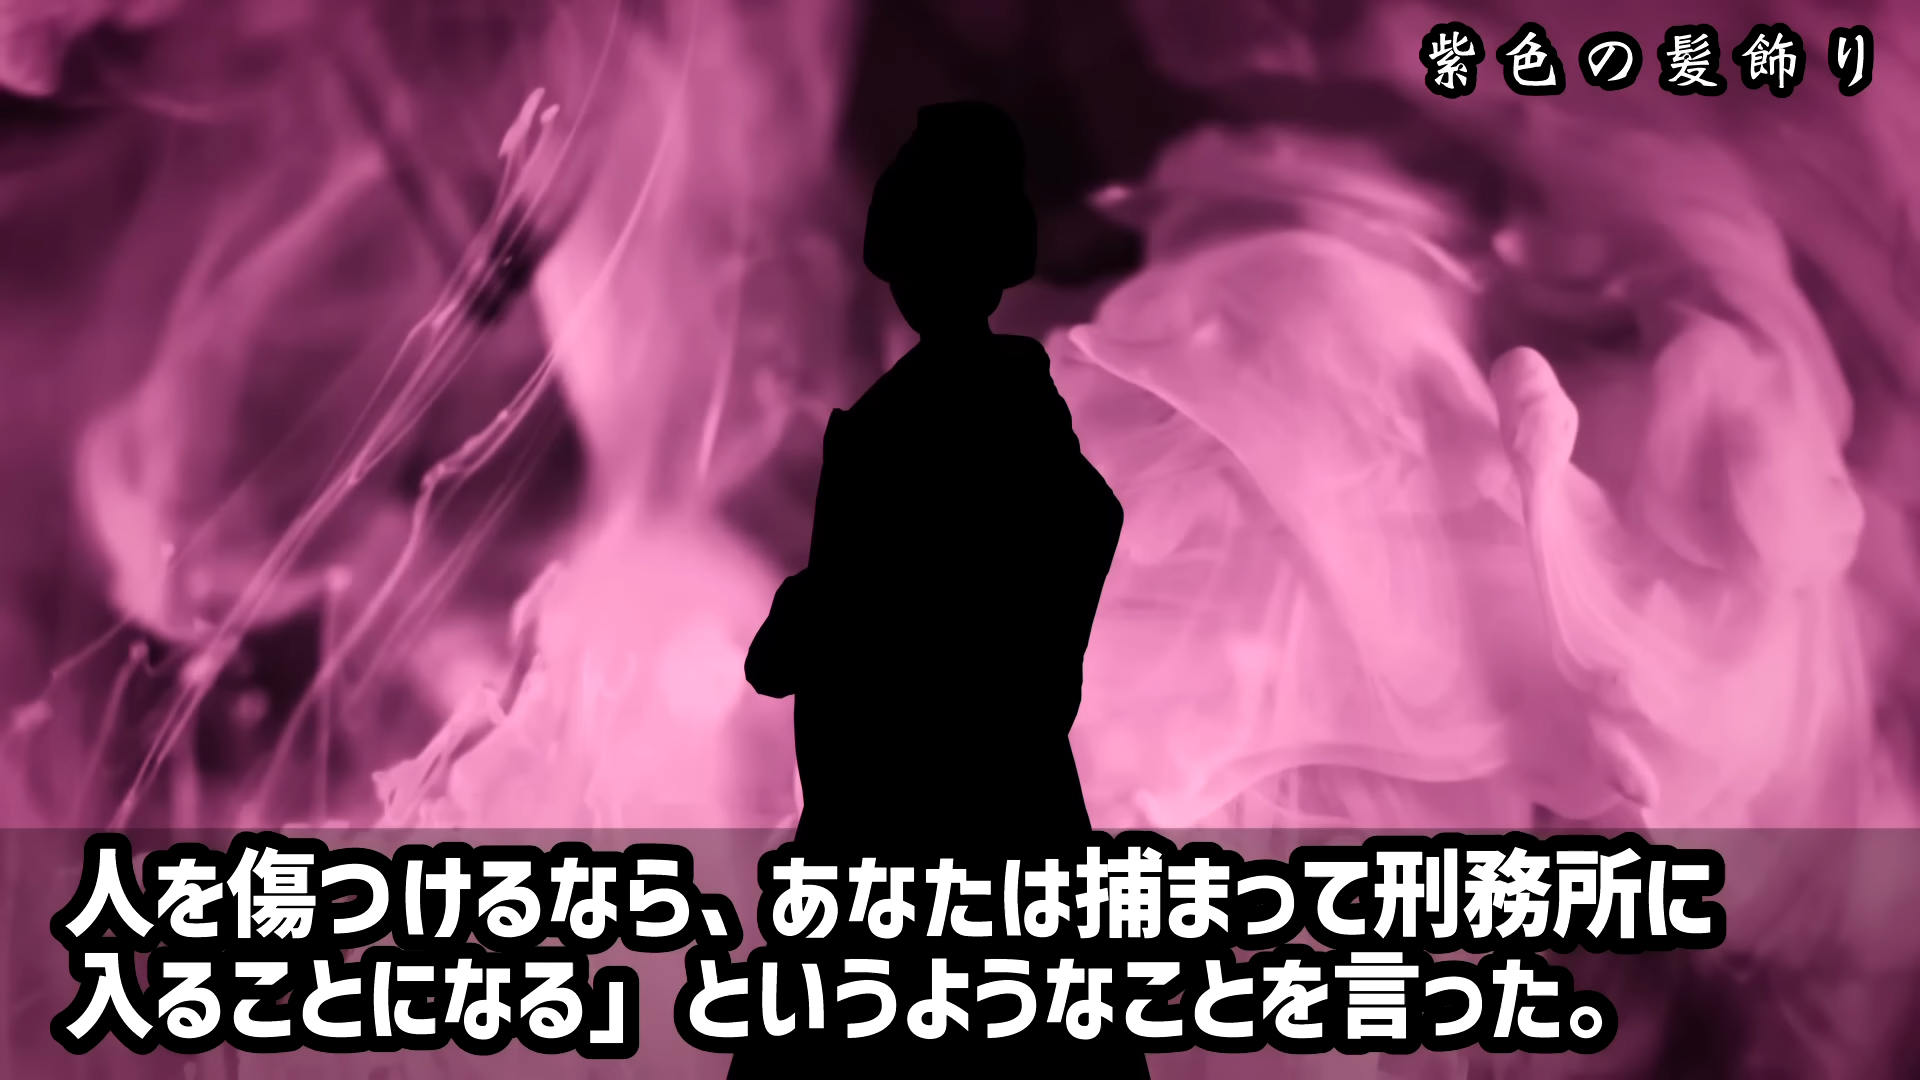 紫色の髪飾り
人を傷つけるなら、あなたは捕まって刑務所に
入ることになる」というようなことを言った。